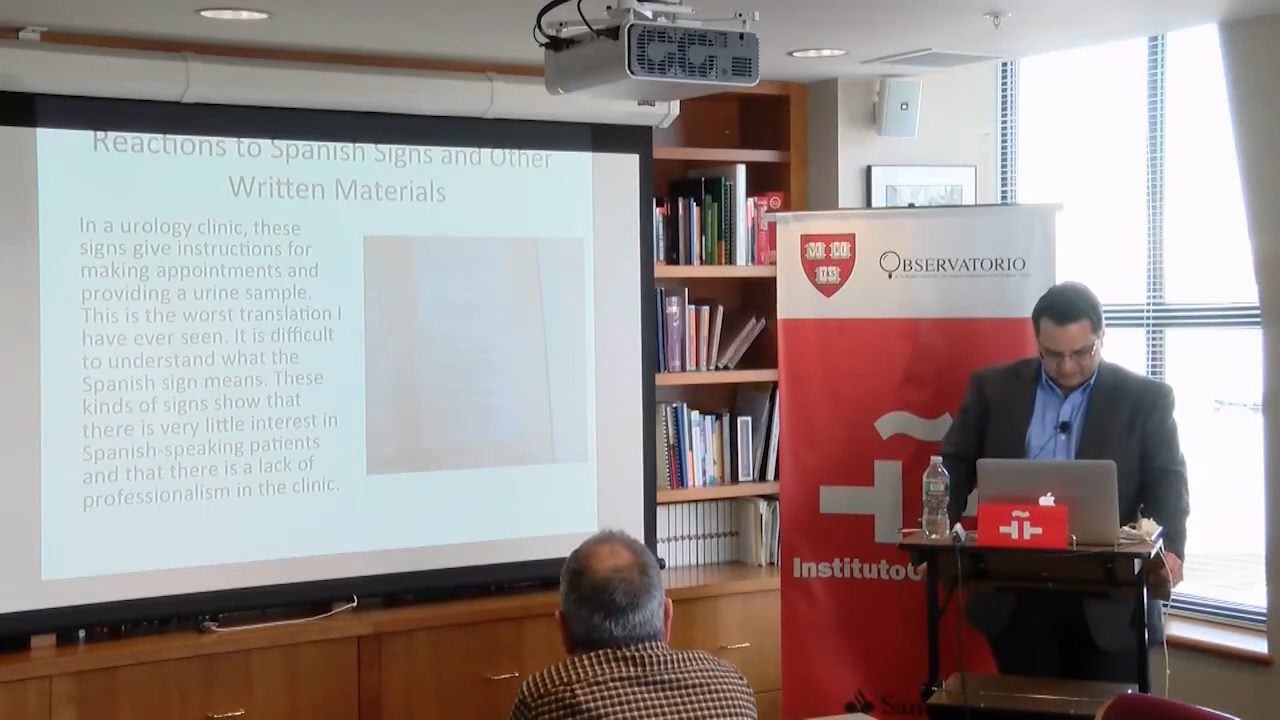 Reactions to Spanish Signs and Other
Written Materials
In a urology clinic, these
signs give instructions for
making appointments and
providing a urine sample.
This is the worst translation I
have ever seen. It is difficult
to understand what the
Spanish sign means. These
kinds of signs show that
there is very little interest in
Spanish-speaking patients
and that there is a lack of
professionalism in the clinic.
VE RI
TAS
OBSERVATORIO
Instituto